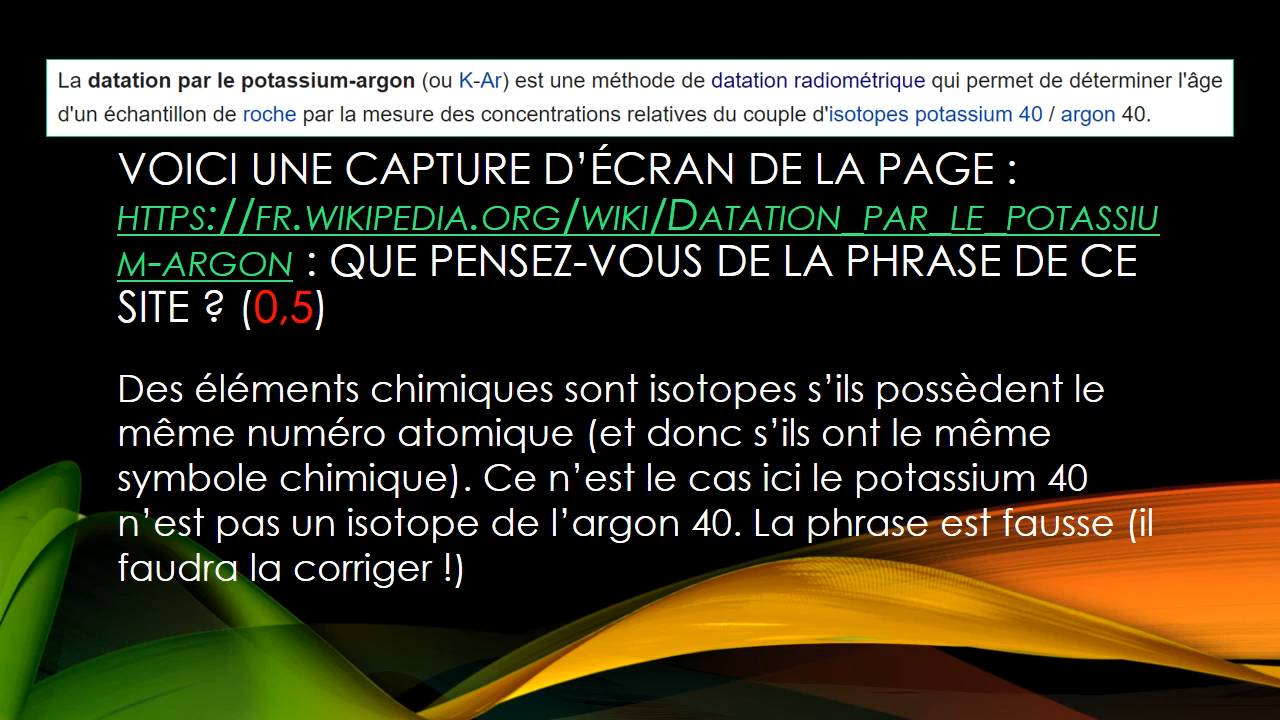 La datation par le potassium-argon (ou K-Ar) est une méthode de datation radiométrique qui permet de déterminer l'âge
d'un échantillon de roche par la mesure des concentrations relatives du couple d'isotopes potassium 40 / argon 40.
VOICI UNE CAPTURE D’ÉCRAN DE LA PAGE :
HTTPS://FR.WIKIPEDIA.ORG/WIKI/DATATION_PAR_LE_POTASSIU
M-ARGON : QUE PENSEZ-VOUS DE LA PHRASE DE CE
SITE ? (0,5)
Des éléments chimiques sont isotopes s’ils possèdent le
même numéro atomique (et donc s’ils ont le même
symbole chimique). Ce n’est le cas ici le potassium 40
n’est pas un isotope de l’argon 40. La phrase est fausse (il
faudra la corriger !)